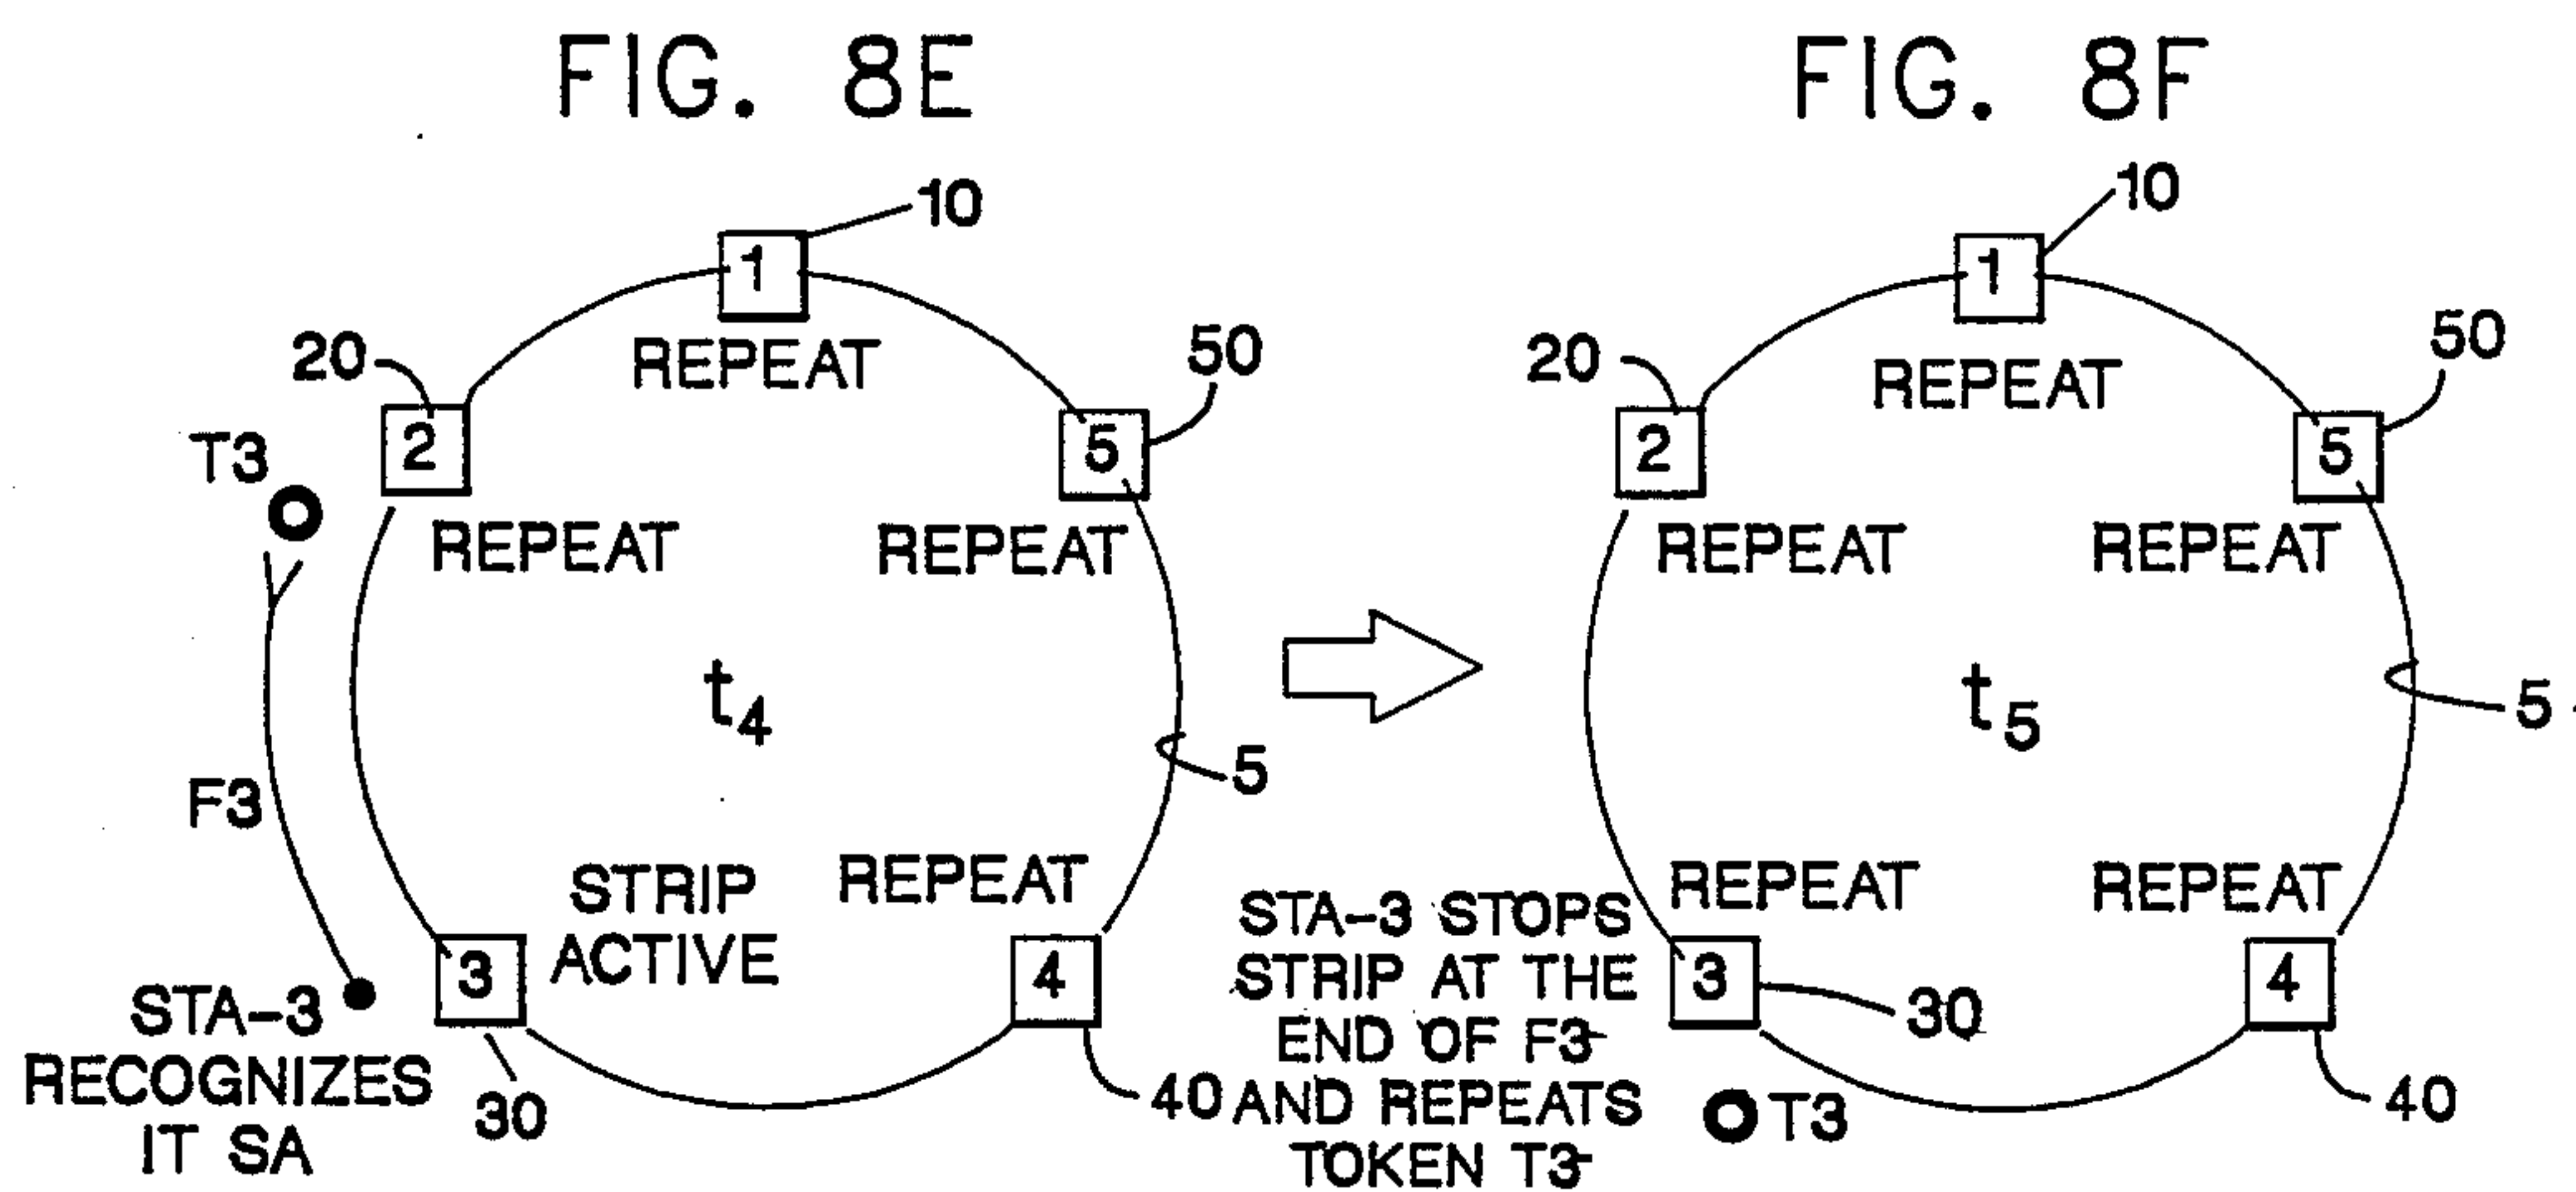 FIG. 8E
10
1
REPEAT
20
2
REPEAT
50
5
REPEAT
T3
F3
t4
5
STRIP
ACTIVE
REPEAT
3
4
STA-3
RECOGNIZES
IT SA
30
40
FIG. 8F
10
1
REPEAT
20
2
REPEAT
50
5
REPEAT
t5
5
REPEAT
REPEAT
STA-3 STOPS
STRIP AT THE
END OF F3
AND REPEATS
TOKEN T3
3
30
4
40
T3